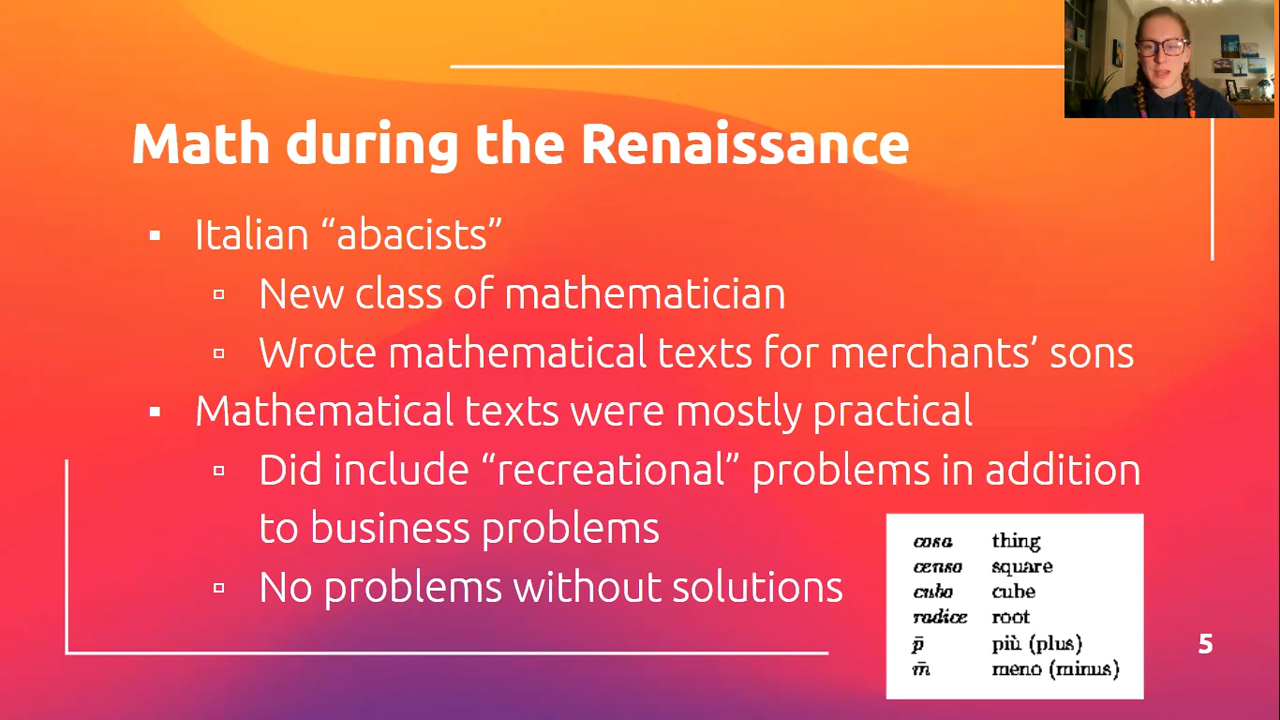 Math during the Renaissance
▪ Italian “abacists”
▫ New class of mathematician
▫ Wrote mathematical texts for merchants’ sons
▪ Mathematical texts were mostly practical
▫ Did include “recreational” problems in addition
to business problems
▫ No problems without solutions
cosa thing
censo square
cubo cube
radice root
p̄ più (plus)
m̄ meno (minus)
5